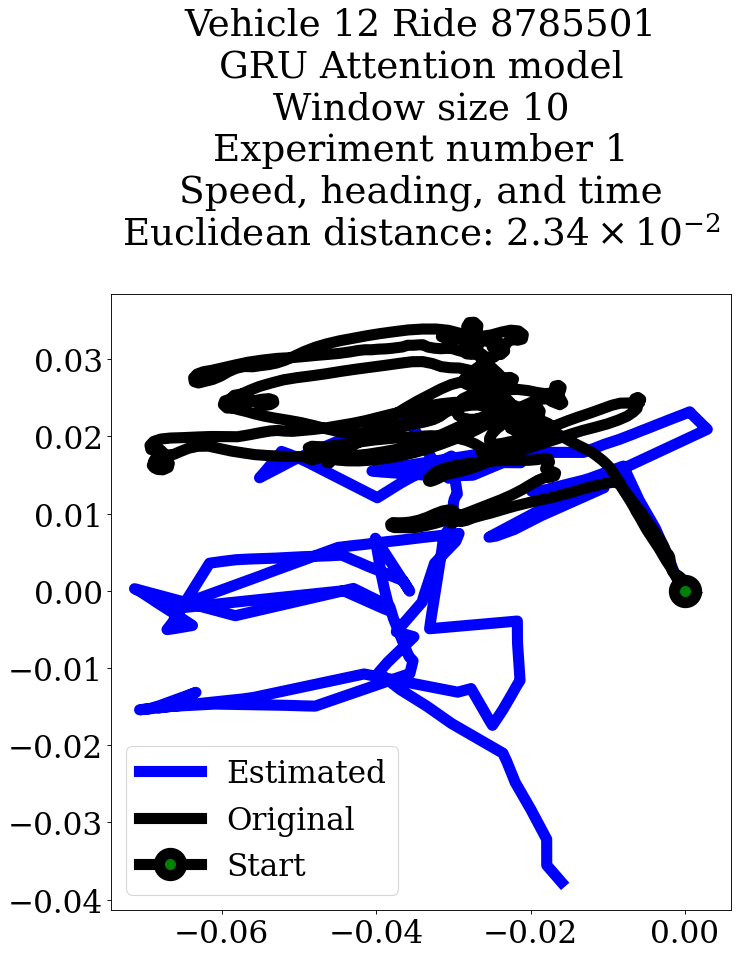 Vehicle 12 Ride 8785501
GRU Attention model
Window size 10
Experiment number 1
Speed, heading, and time
Euclidean distance: 2.34 × 10⁻²
0.03
0.02
0.01
0.00
−0.01
−0.02
−0.03
−0.04
Estimated
Original
Start
−0.06 −0.04 −0.02 0.00